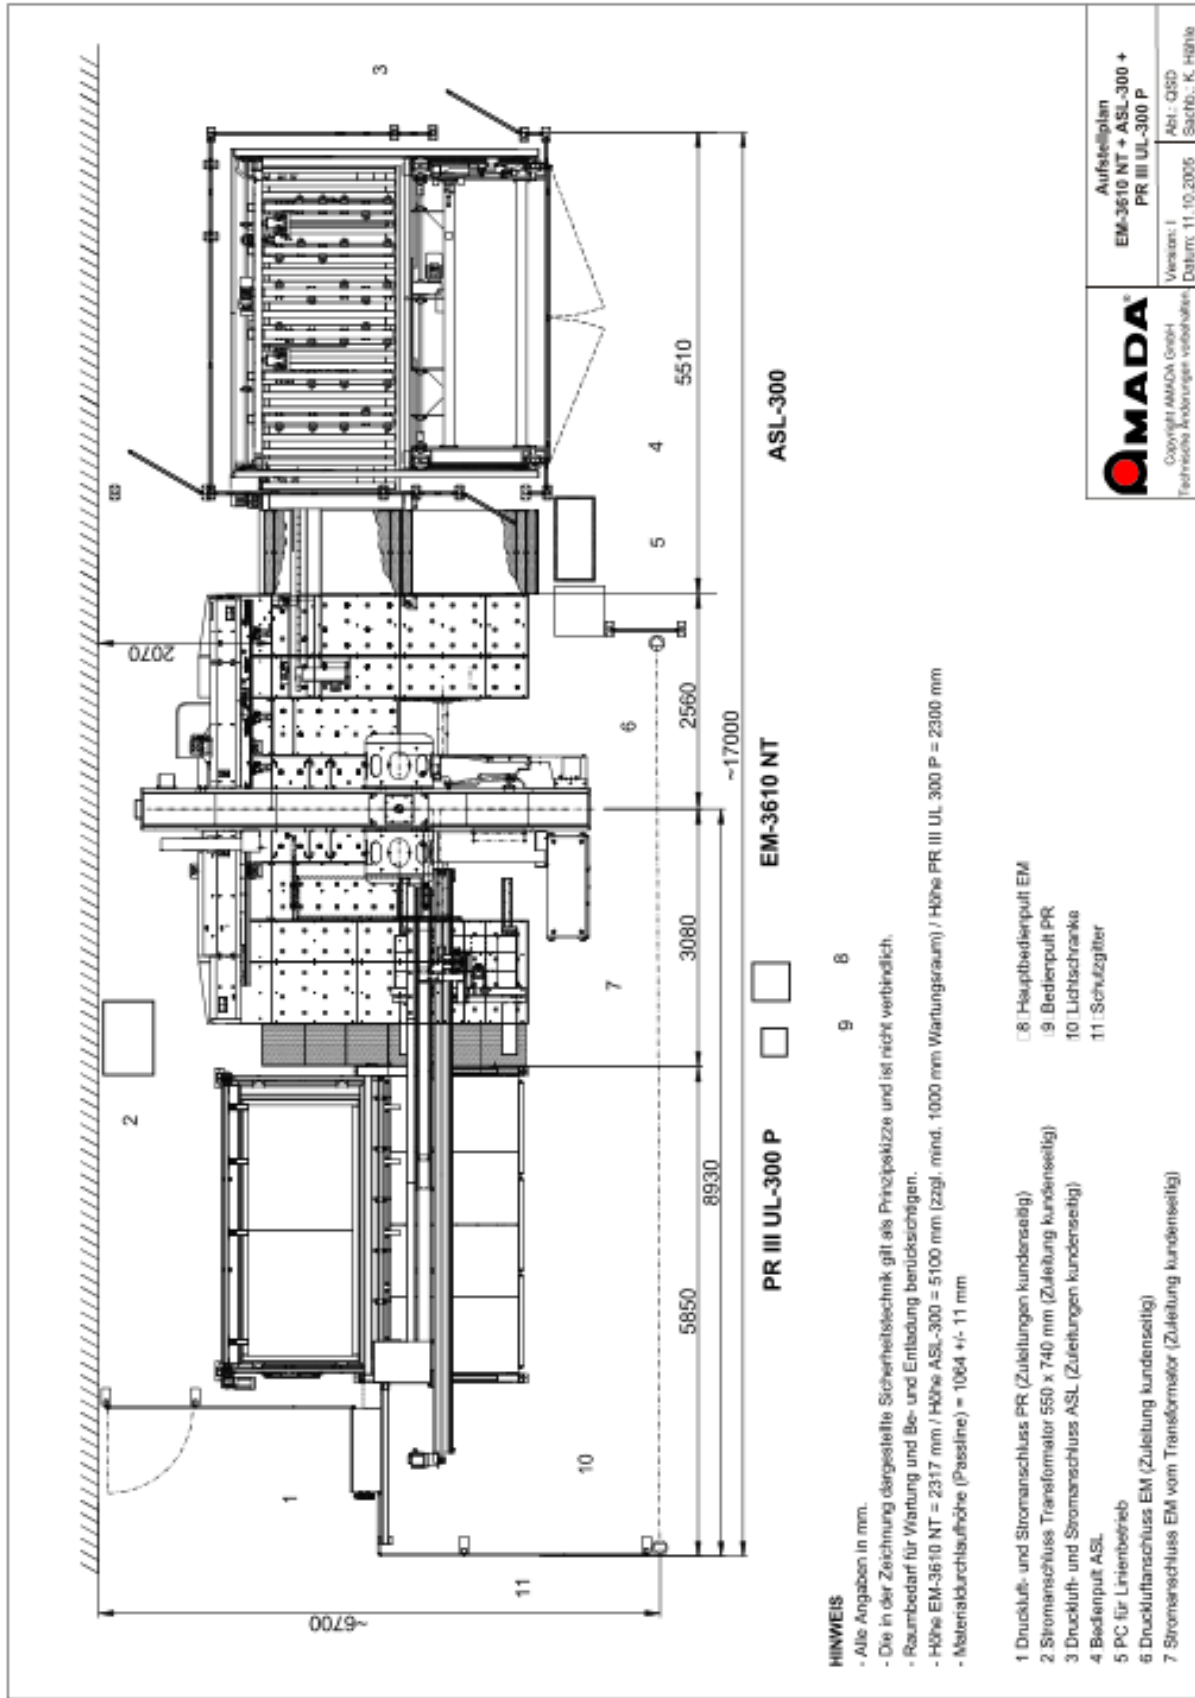 3
4
5
6
7
8
9
10
11
1
2
2070
5510
2560
3080
5850
8930
~17000
~6700
ASL-300
EM-3610 NT
PR III UL-300 P
HINWEIS
- Alle Angaben in mm.
- Die in der Zeichnung dargestellte Sicherheitstechnik gilt als Prinzipskizze und ist nicht verbindlich.
- Raumbedarf für Wartung und Be- und Entladung berücksichtigen.
- Höhe EM-3610 NT = 2317 mm / Höhe ASL-300 = 5100 mm (zzgl. mind. 1000 mm Wartungsraum) / Höhe PR III UL 300 P = 2300 mm
- Materialdurchlaufhöhe (Passline) = 1064 +/- 11 mm
1 Druckluft- und Stromanschluss PR (Zuleitungen kundenseitig)
2 Stromanschluss Transformator 550 x 740 mm (Zuleitung kundenseitig)
3 Druckluft- und Stromanschluss ASL (Zuleitungen kundenseitig)
4 Bedienpult ASL
5 PC für Linienbetrieb
6 Druckluftanschluss EM (Zuleitung kundenseitig)
7 Stromanschluss EM vom Transformator (Zuleitung kundenseitig)
8 Hauptbedienpult EM
9 Bedienpult PR
10 Lichtschranke
11 Schutzgitter
AMADA®
Copyright AMADA GmbH
Technische Änderungen vorbehalten.
Aufstellplan
EM-3610 NT + ASL-300 +
PR III UL-300 P
Version: I
Datum: 11.10.2005
Abt.: QSD
Sachb.: K. Hähle